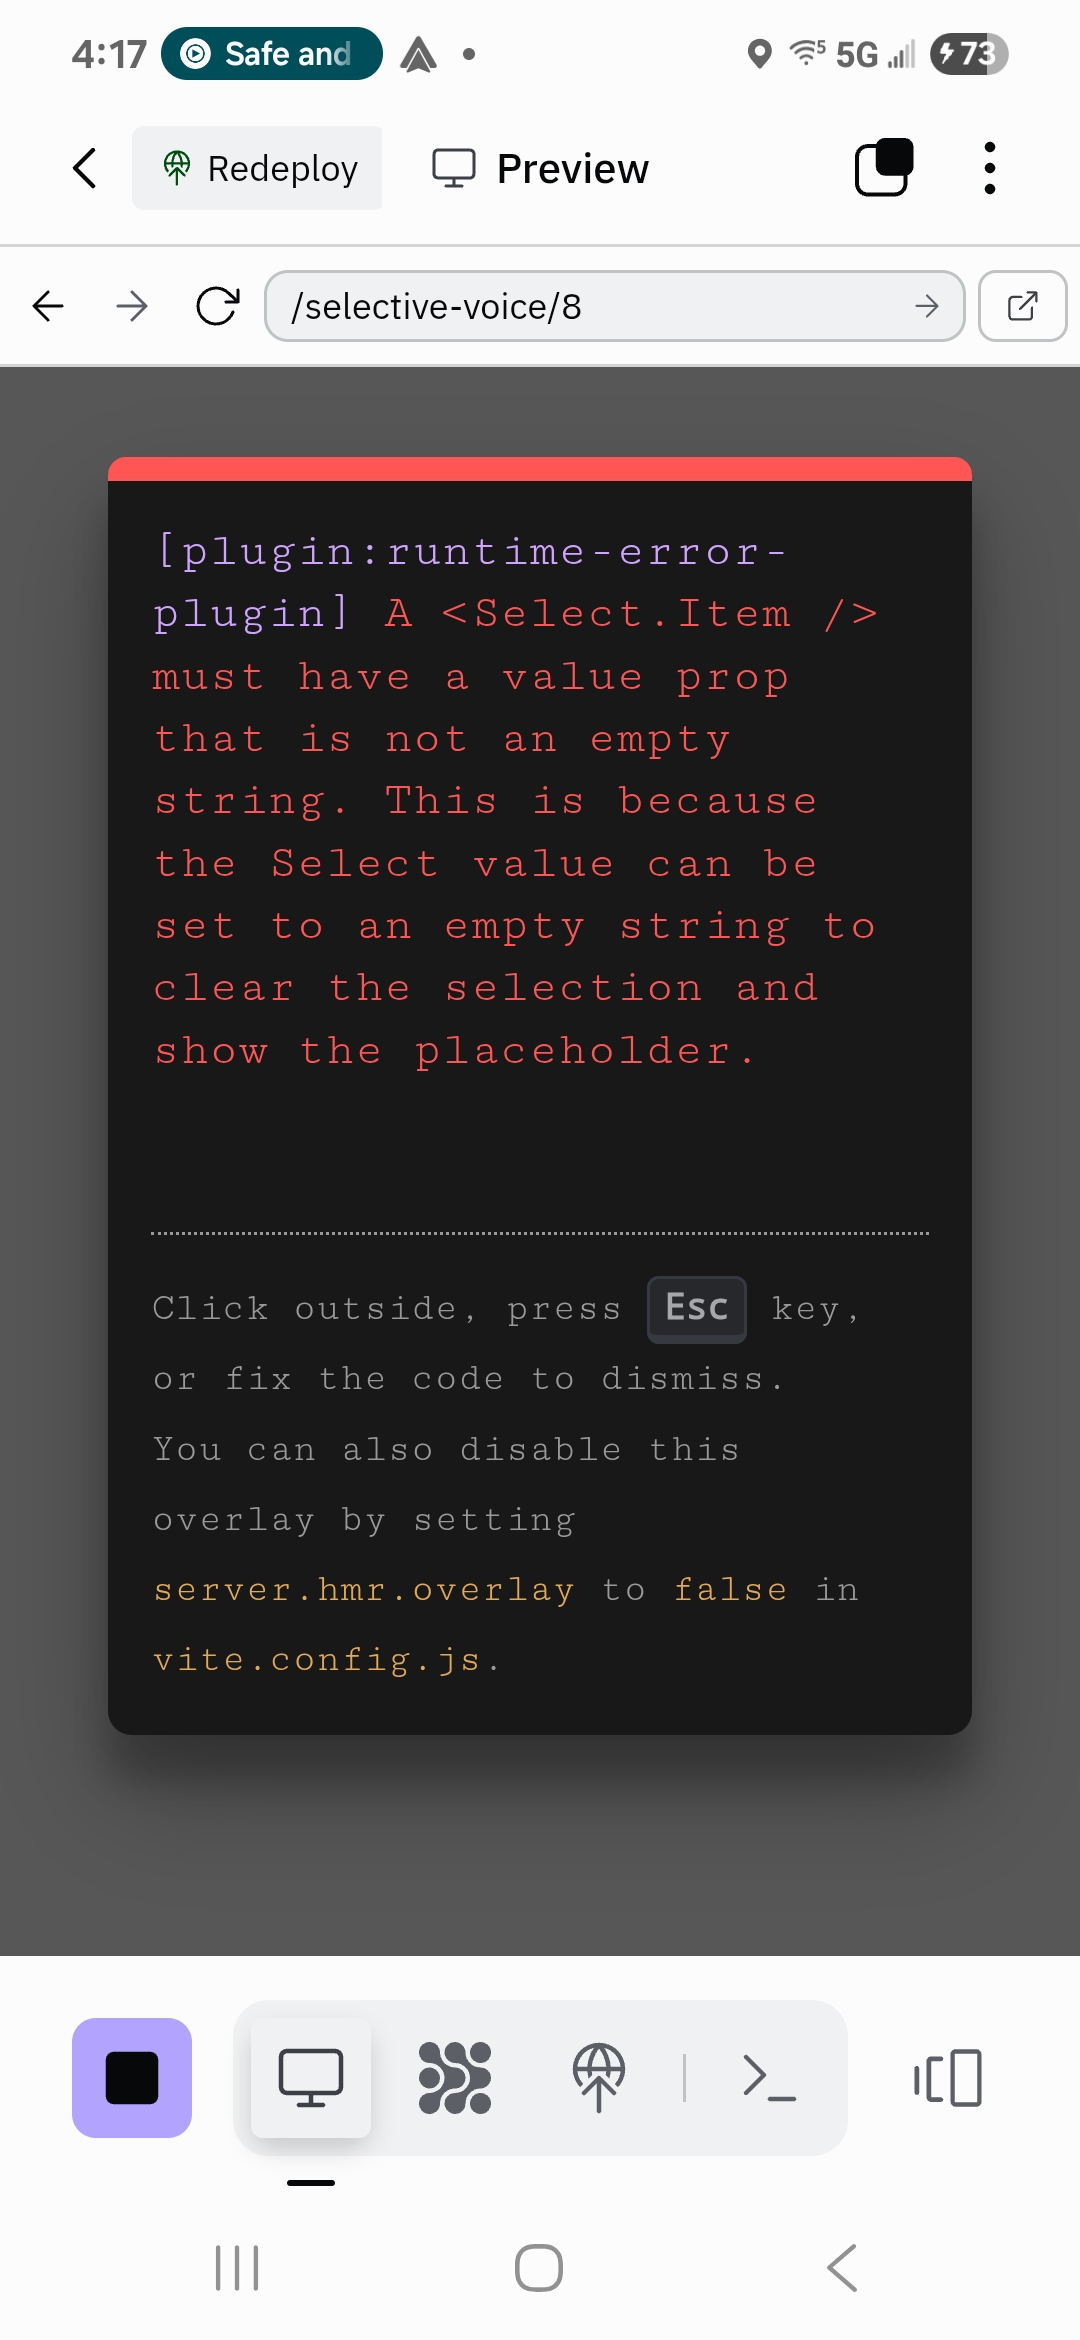 4:17 Safe and 5G 73
Redeploy Preview
/selective-voice/8
[plugin:runtime-error-
plugin] A <Select.Item />
must have a value prop
that is not an empty
string. This is because
the Select value can be
set to an empty string to
clear the selection and
show the placeholder.
Click outside, press Esc key,
or fix the code to dismiss.
You can also disable this
overlay by setting
server.hmr.overlay to false in
vite.config.js.